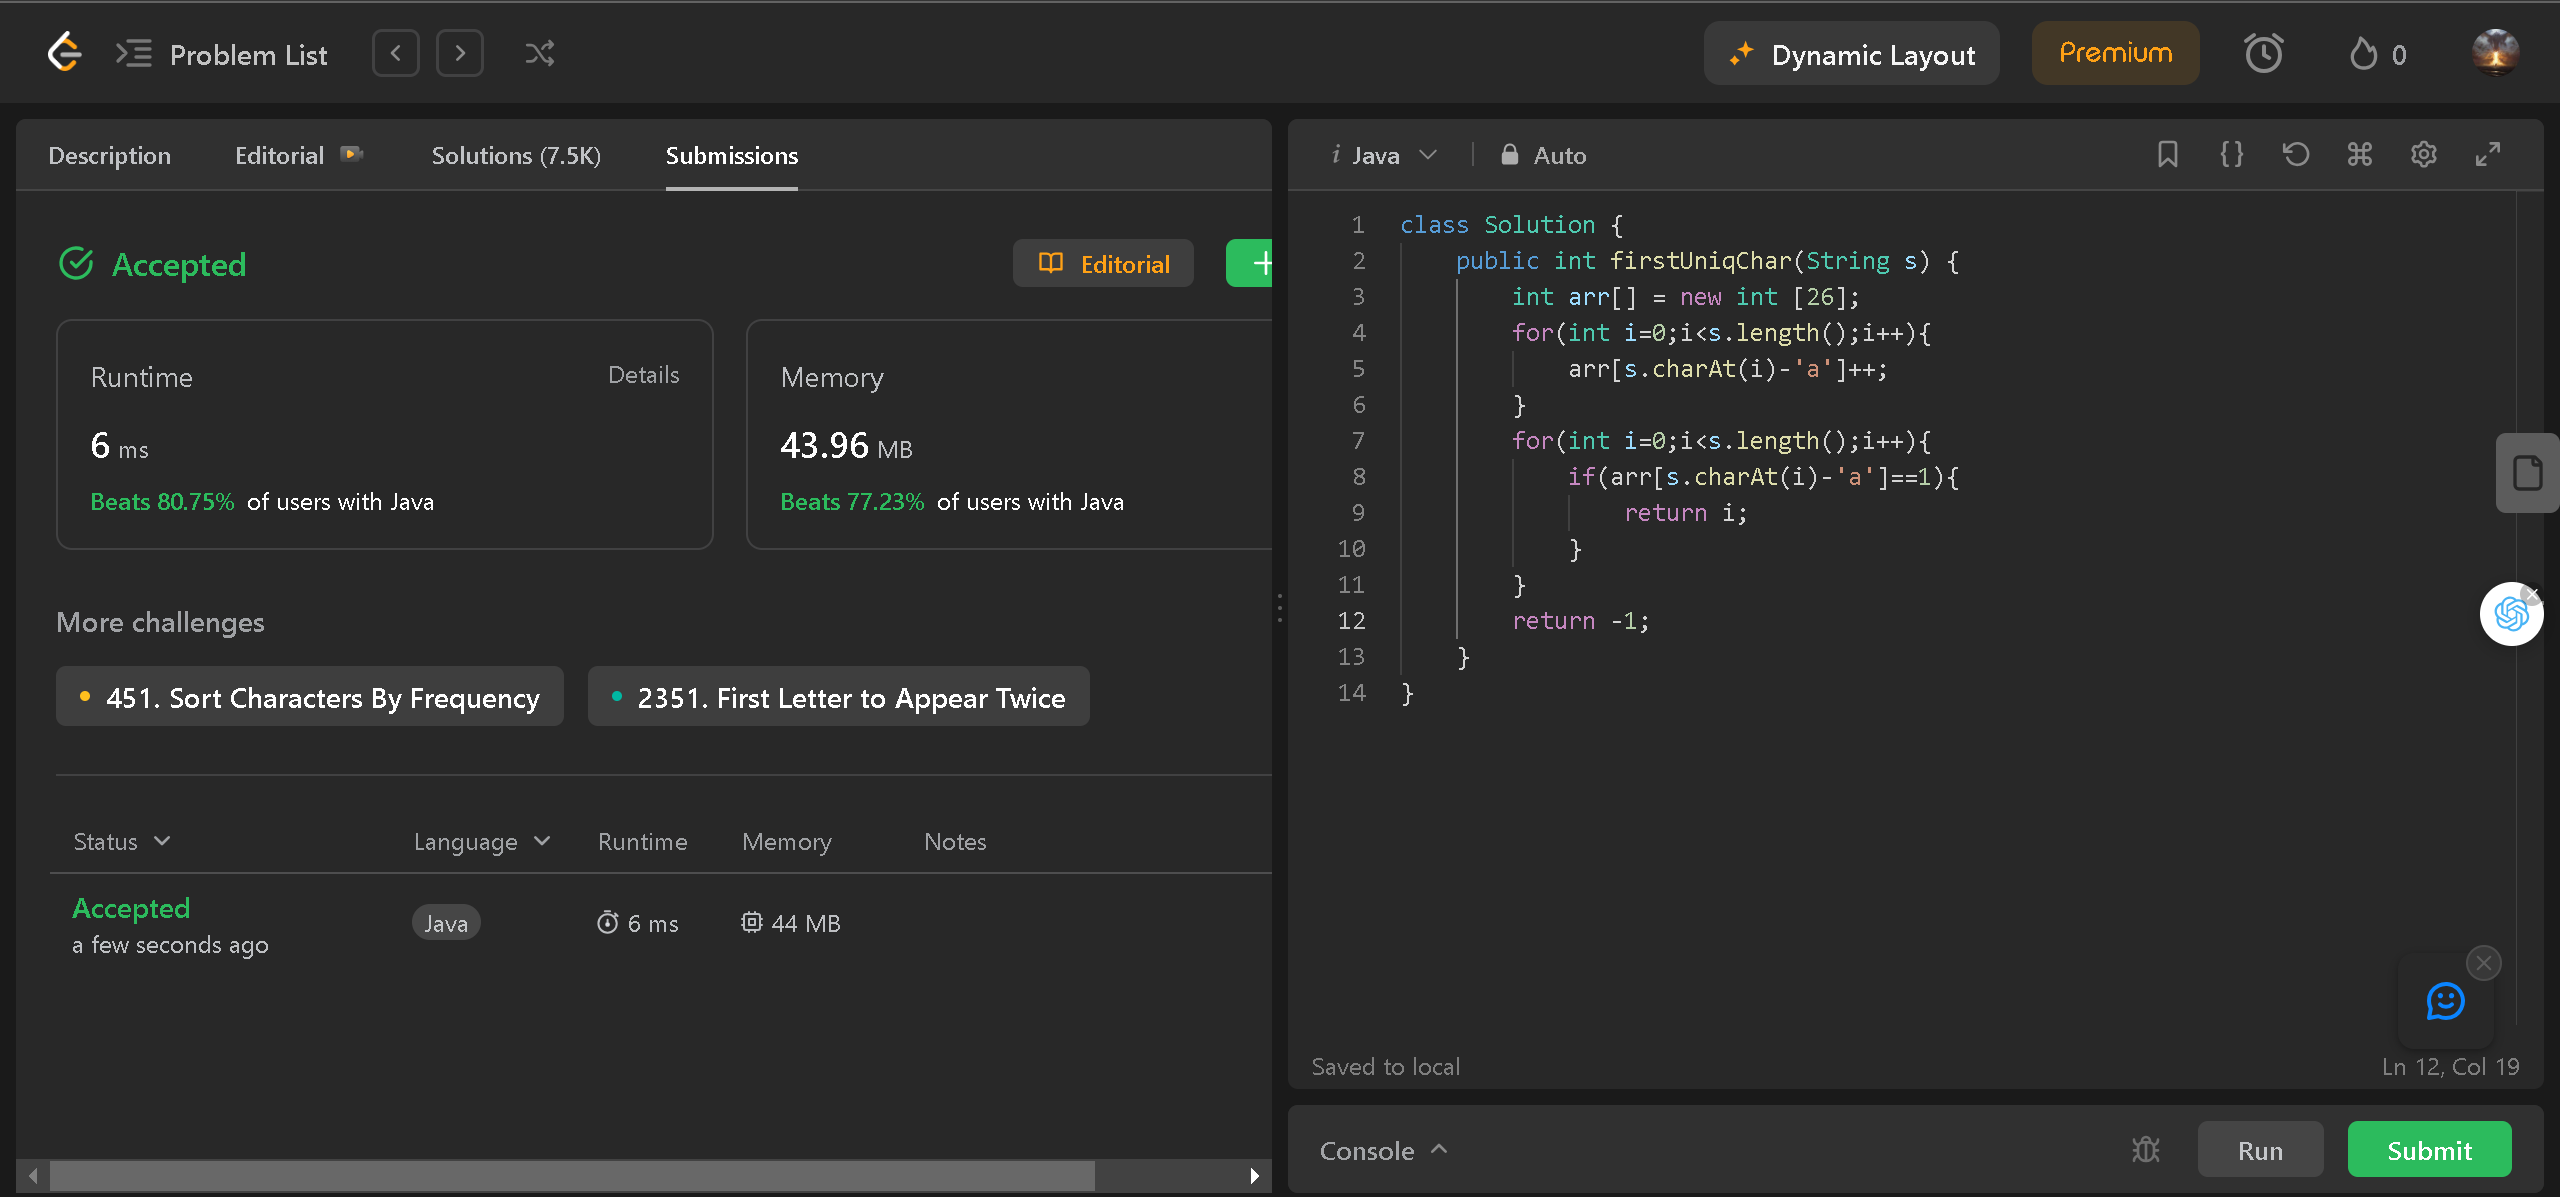 Problem List
Dynamic Layout
Premium
0
Description
Editorial
Solutions (7.5K)
Submissions
Accepted
Editorial
Runtime
Details
6 ms
Beats 80.75% of users with Java
Memory
43.96 MB
Beats 77.23% of users with Java
More challenges
451. Sort Characters By Frequency
2351. First Letter to Appear Twice
Status
Language
Runtime
Memory
Notes
Accepted
a few seconds ago
Java
6 ms
44 MB
i Java
Auto
1 class Solution {
2     public int firstUniqChar(String s) {
3         int arr[] = new int [26];
4         for(int i=0;i<s.length();i++){
5             arr[s.charAt(i)-'a']++;
6         }
7         for(int i=0;i<s.length();i++){
8             if(arr[s.charAt(i)-'a']==1){
9                 return i;
10             }
11         }
12         return -1;
13     }
14 }
Saved to local
Ln 12, Col 19
Console
Run
Submit